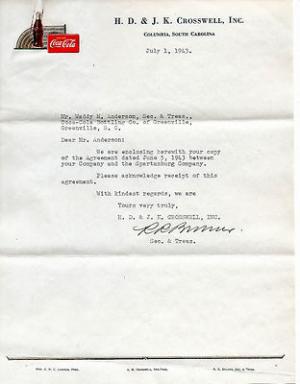 H. D. & J. K. CROSSWELL, INC.
COLUMBIA, SOUTH CAROLINA
Coca-Cola
July 1, 1943.
Mr. Waddy M. Anderson, Sec. & Treas.,
Coca-Cola Bottling Co. of Greenville,
Greenville, S. C.
Dear Mr. Anderson:
We are enclosing herewith your copy
of the Agreement dated June 5, 1943 between
your Company and the Spartanburg Company.
Please acknowledge receipt of this
agreement.
With kindest regards, we are
Yours very truly,
H. D. & J. K. CROSSWELL, INC.
Sec. & Treas.